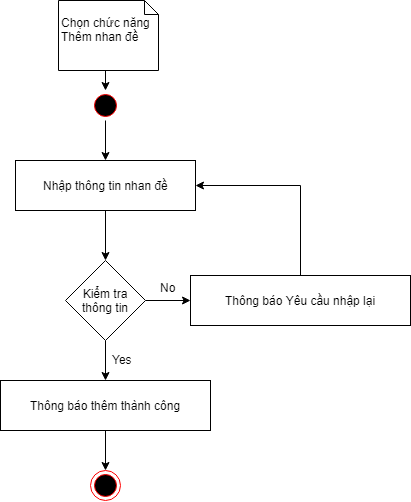 Chọn chức năng
Thêm nhan đề
Nhập thông tin nhan đề
Kiểm tra
thông tin
No
Thông báo Yêu cầu nhập lại
Yes
Thông báo thêm thành công